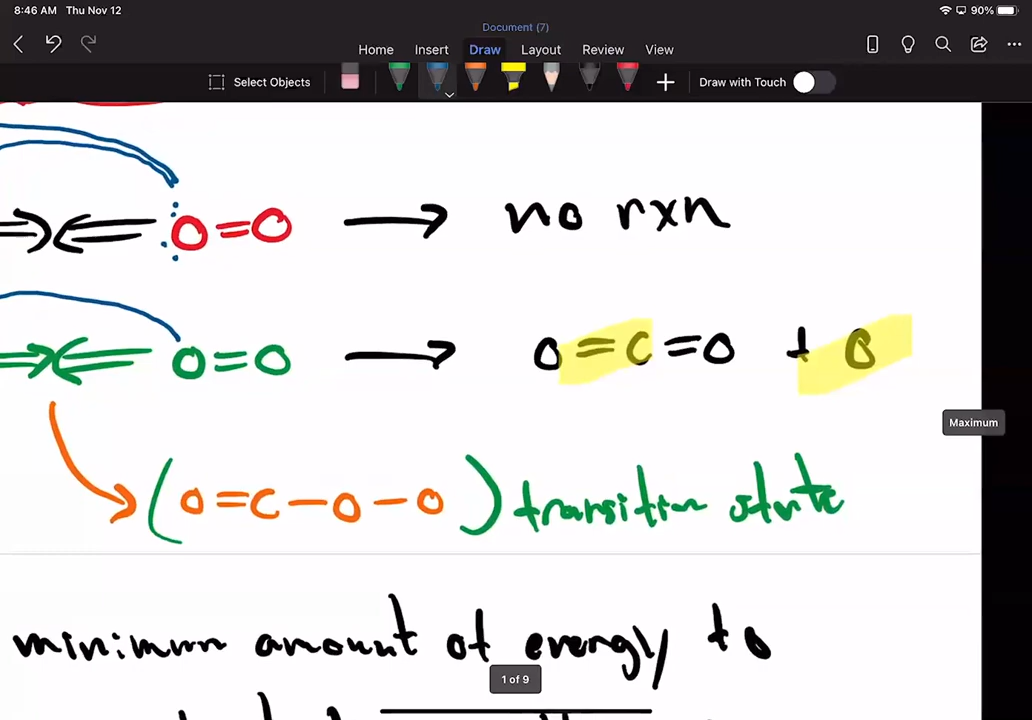 8:46 AM Thu Nov 12
90%
Document (7)
Home Insert Draw Layout Review View
Select Objects
Draw with Touch
O=O → no rxn
O=O → O=C=O + O
Maximum
(O=C-O-O) transition state
minimum amount of energy to
1 of 9